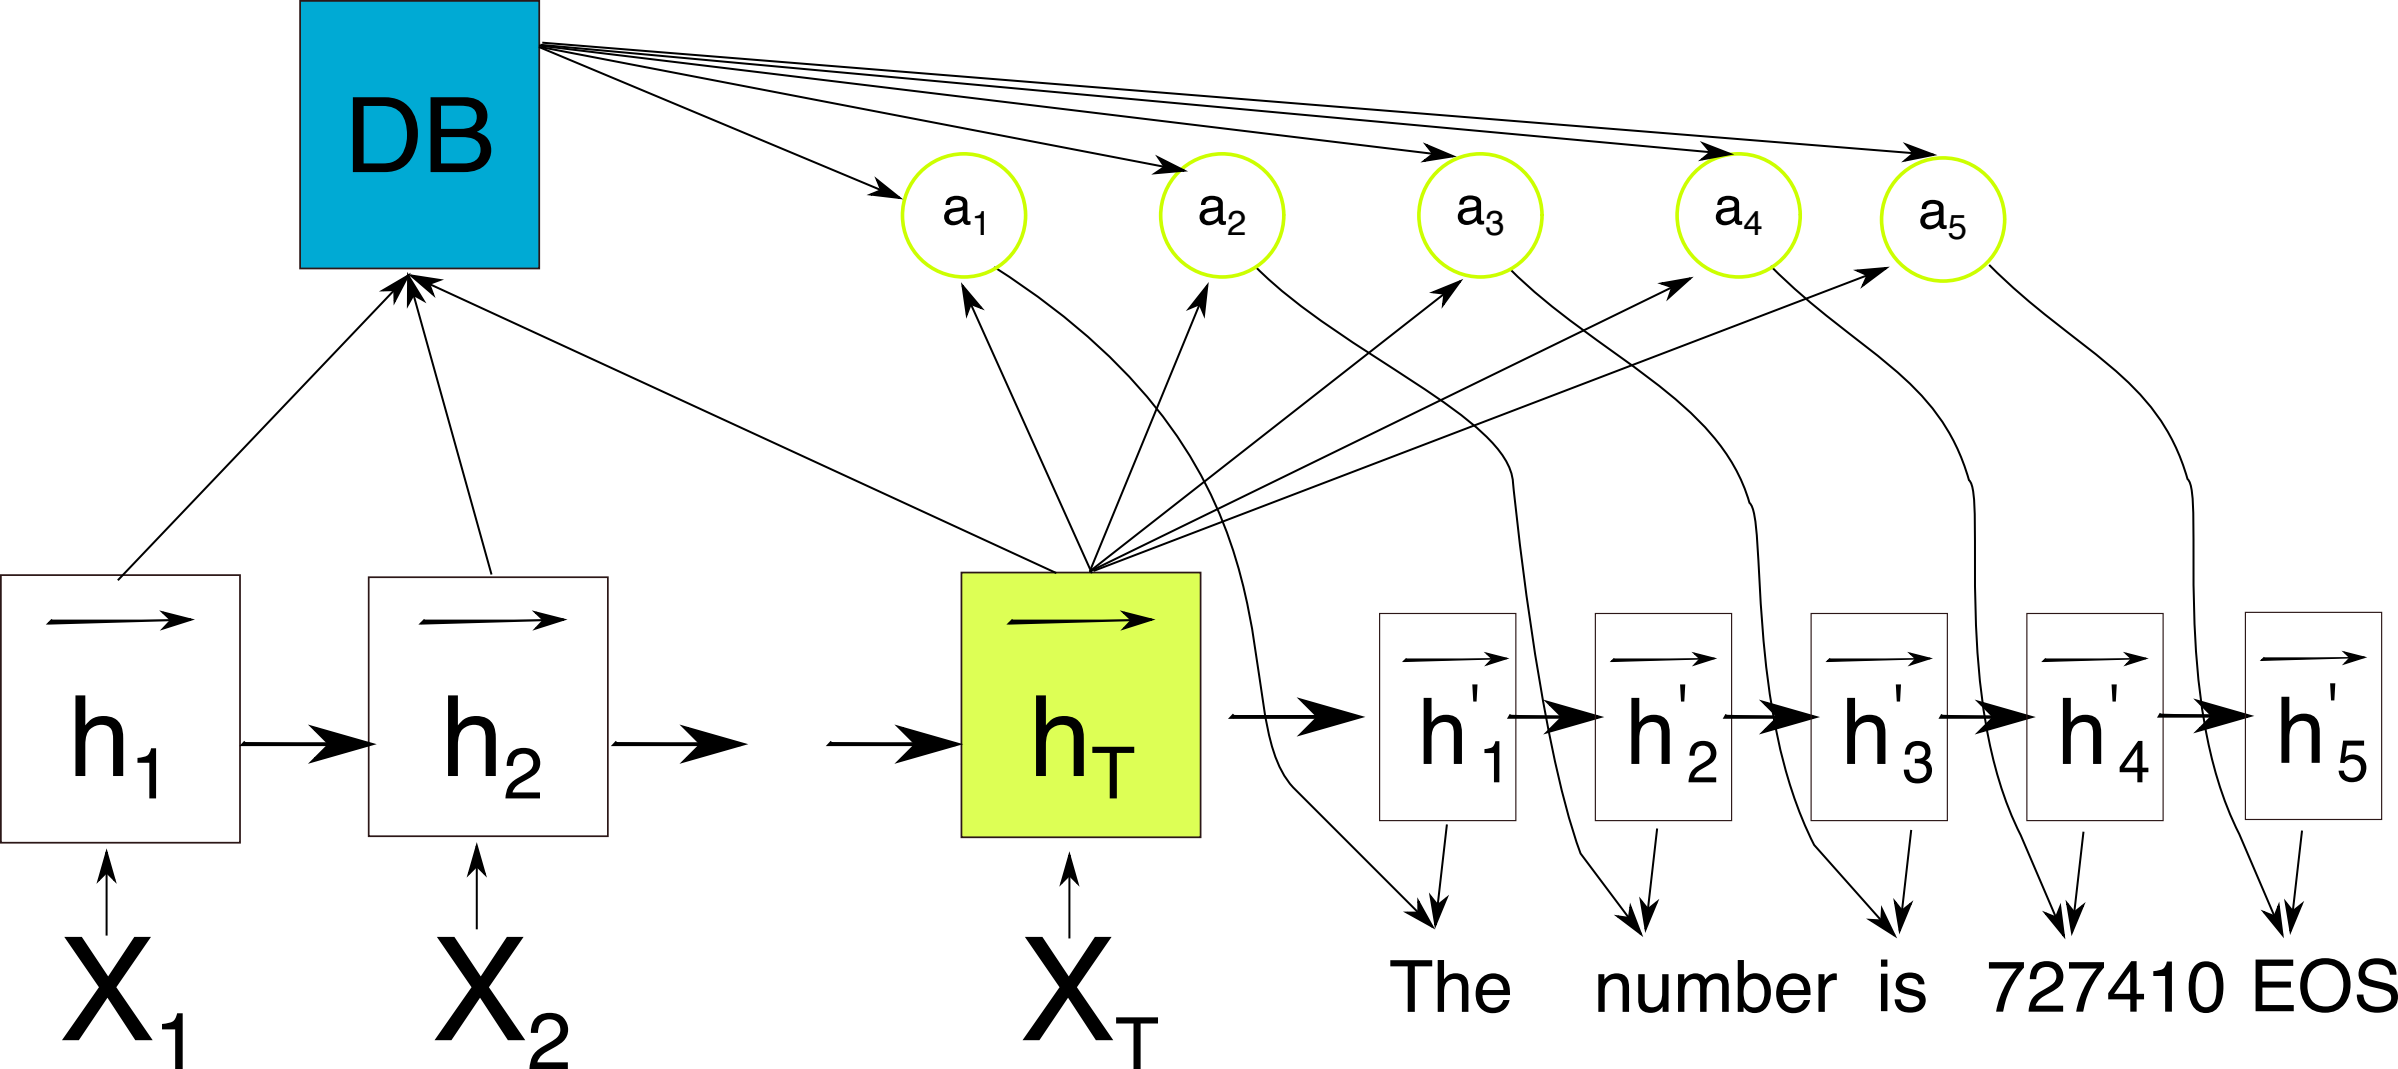 DB
a1 a2 a3 a4 a5
h1 h2 hT h'1 h'2 h'3 h'4 h'5
X1 X2 XT The number is 727410 EOS